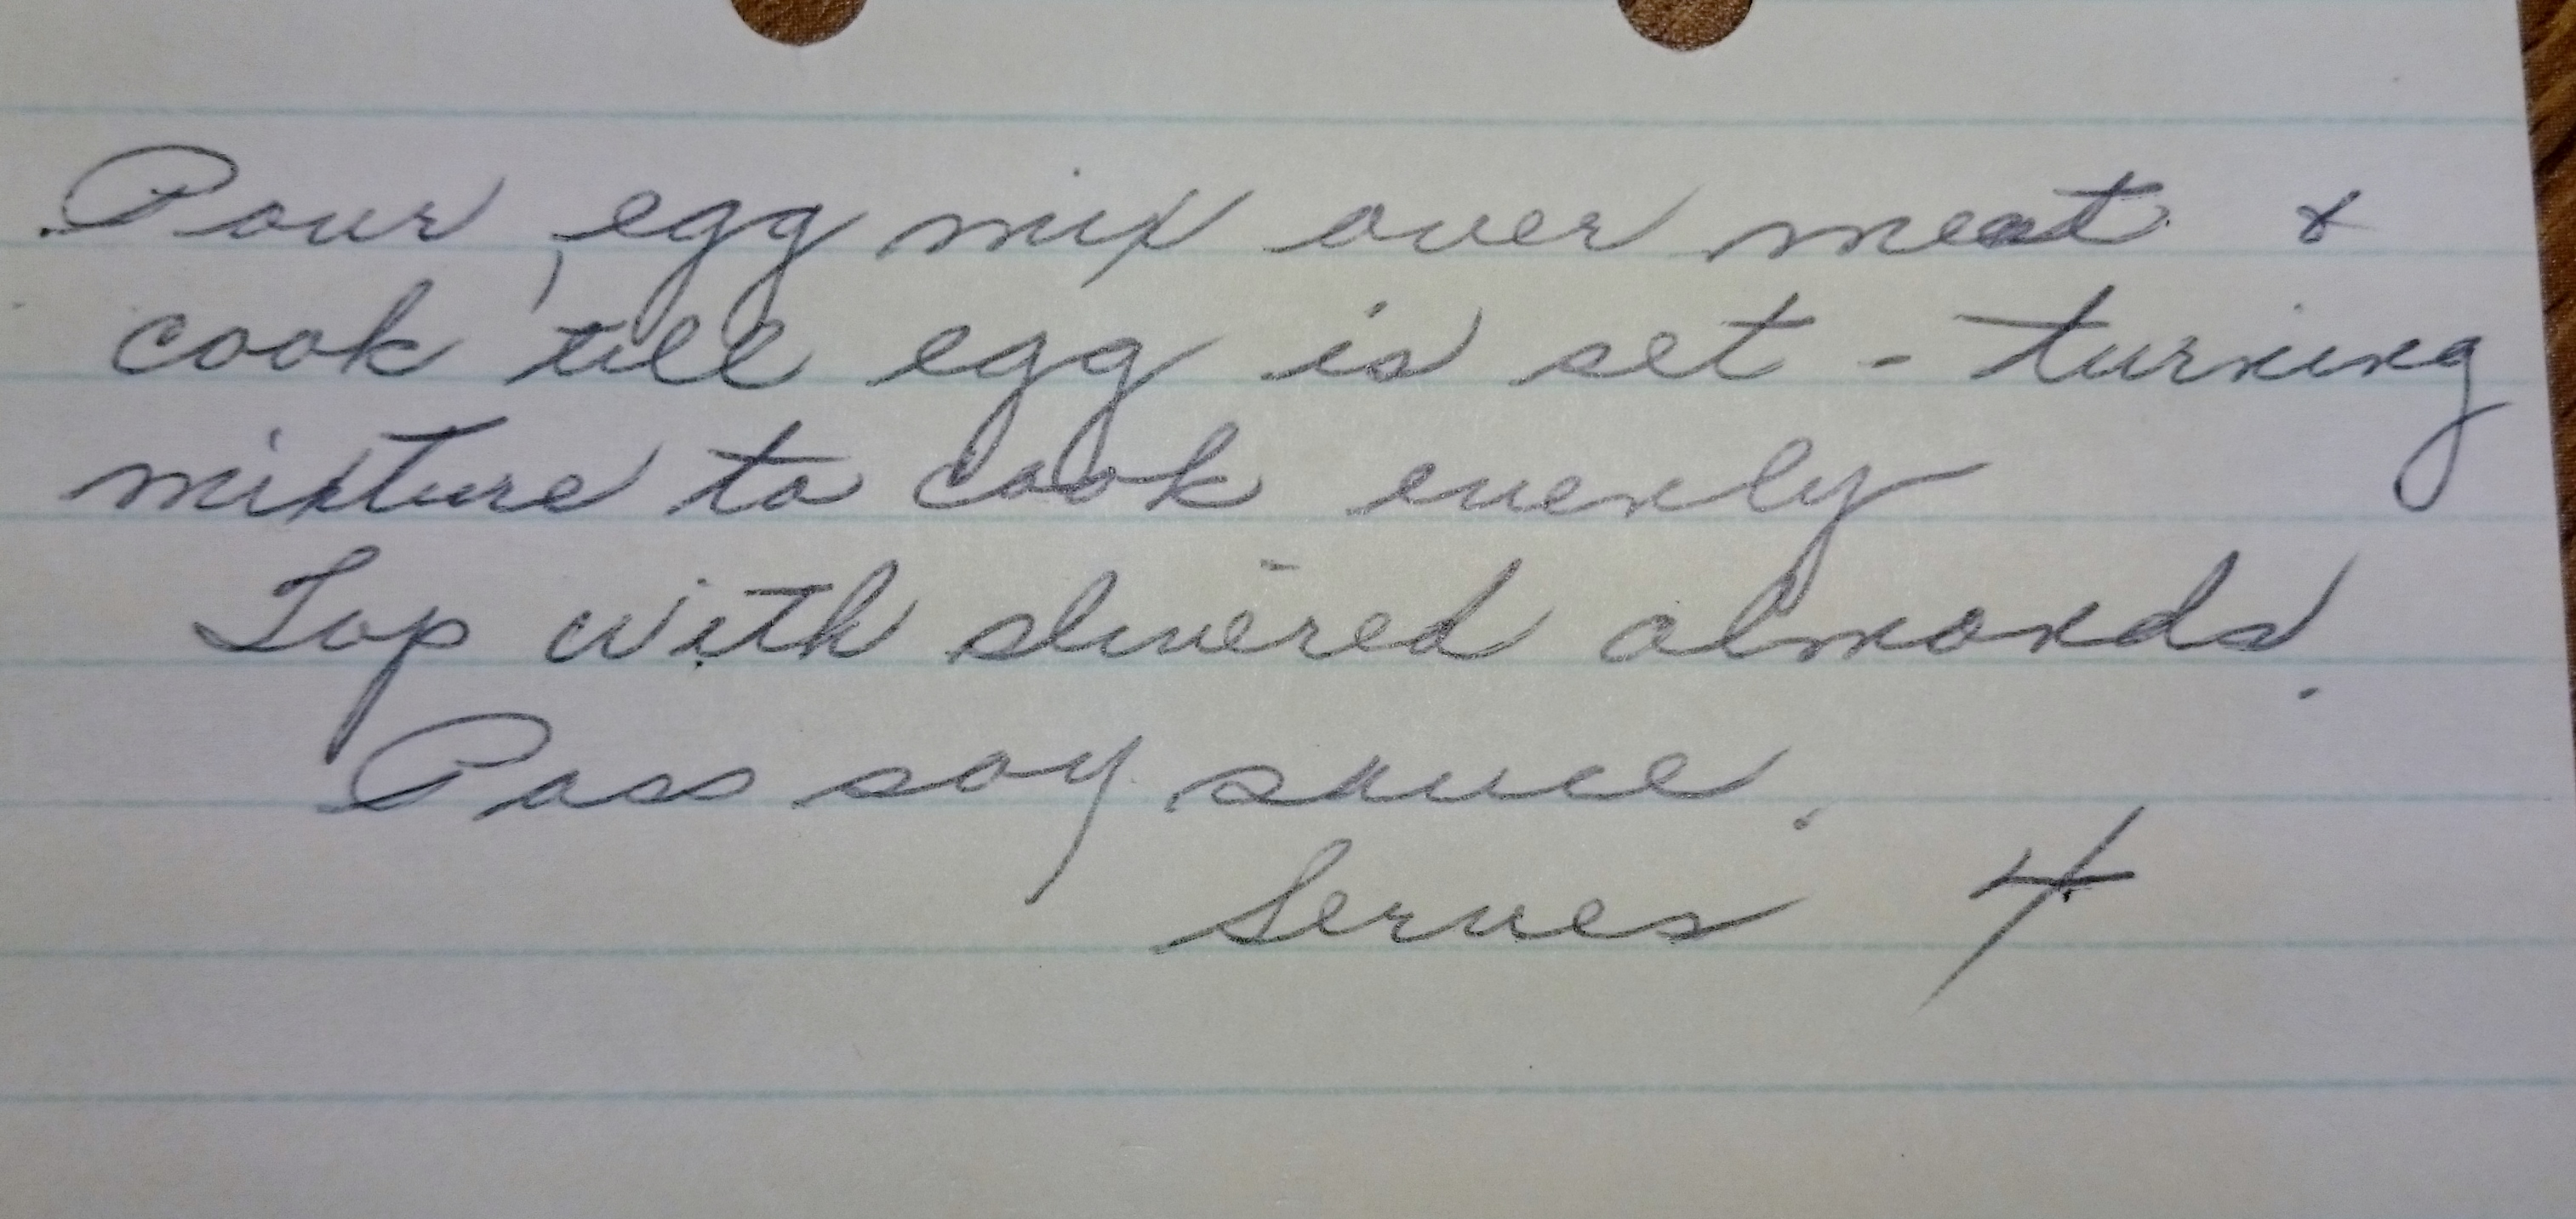 Pour egg mix over meat &
cook 'till egg is set - turning
mixture to cook evenly
Top with slivered almonds.
Pass soy sauce.
Serves 4